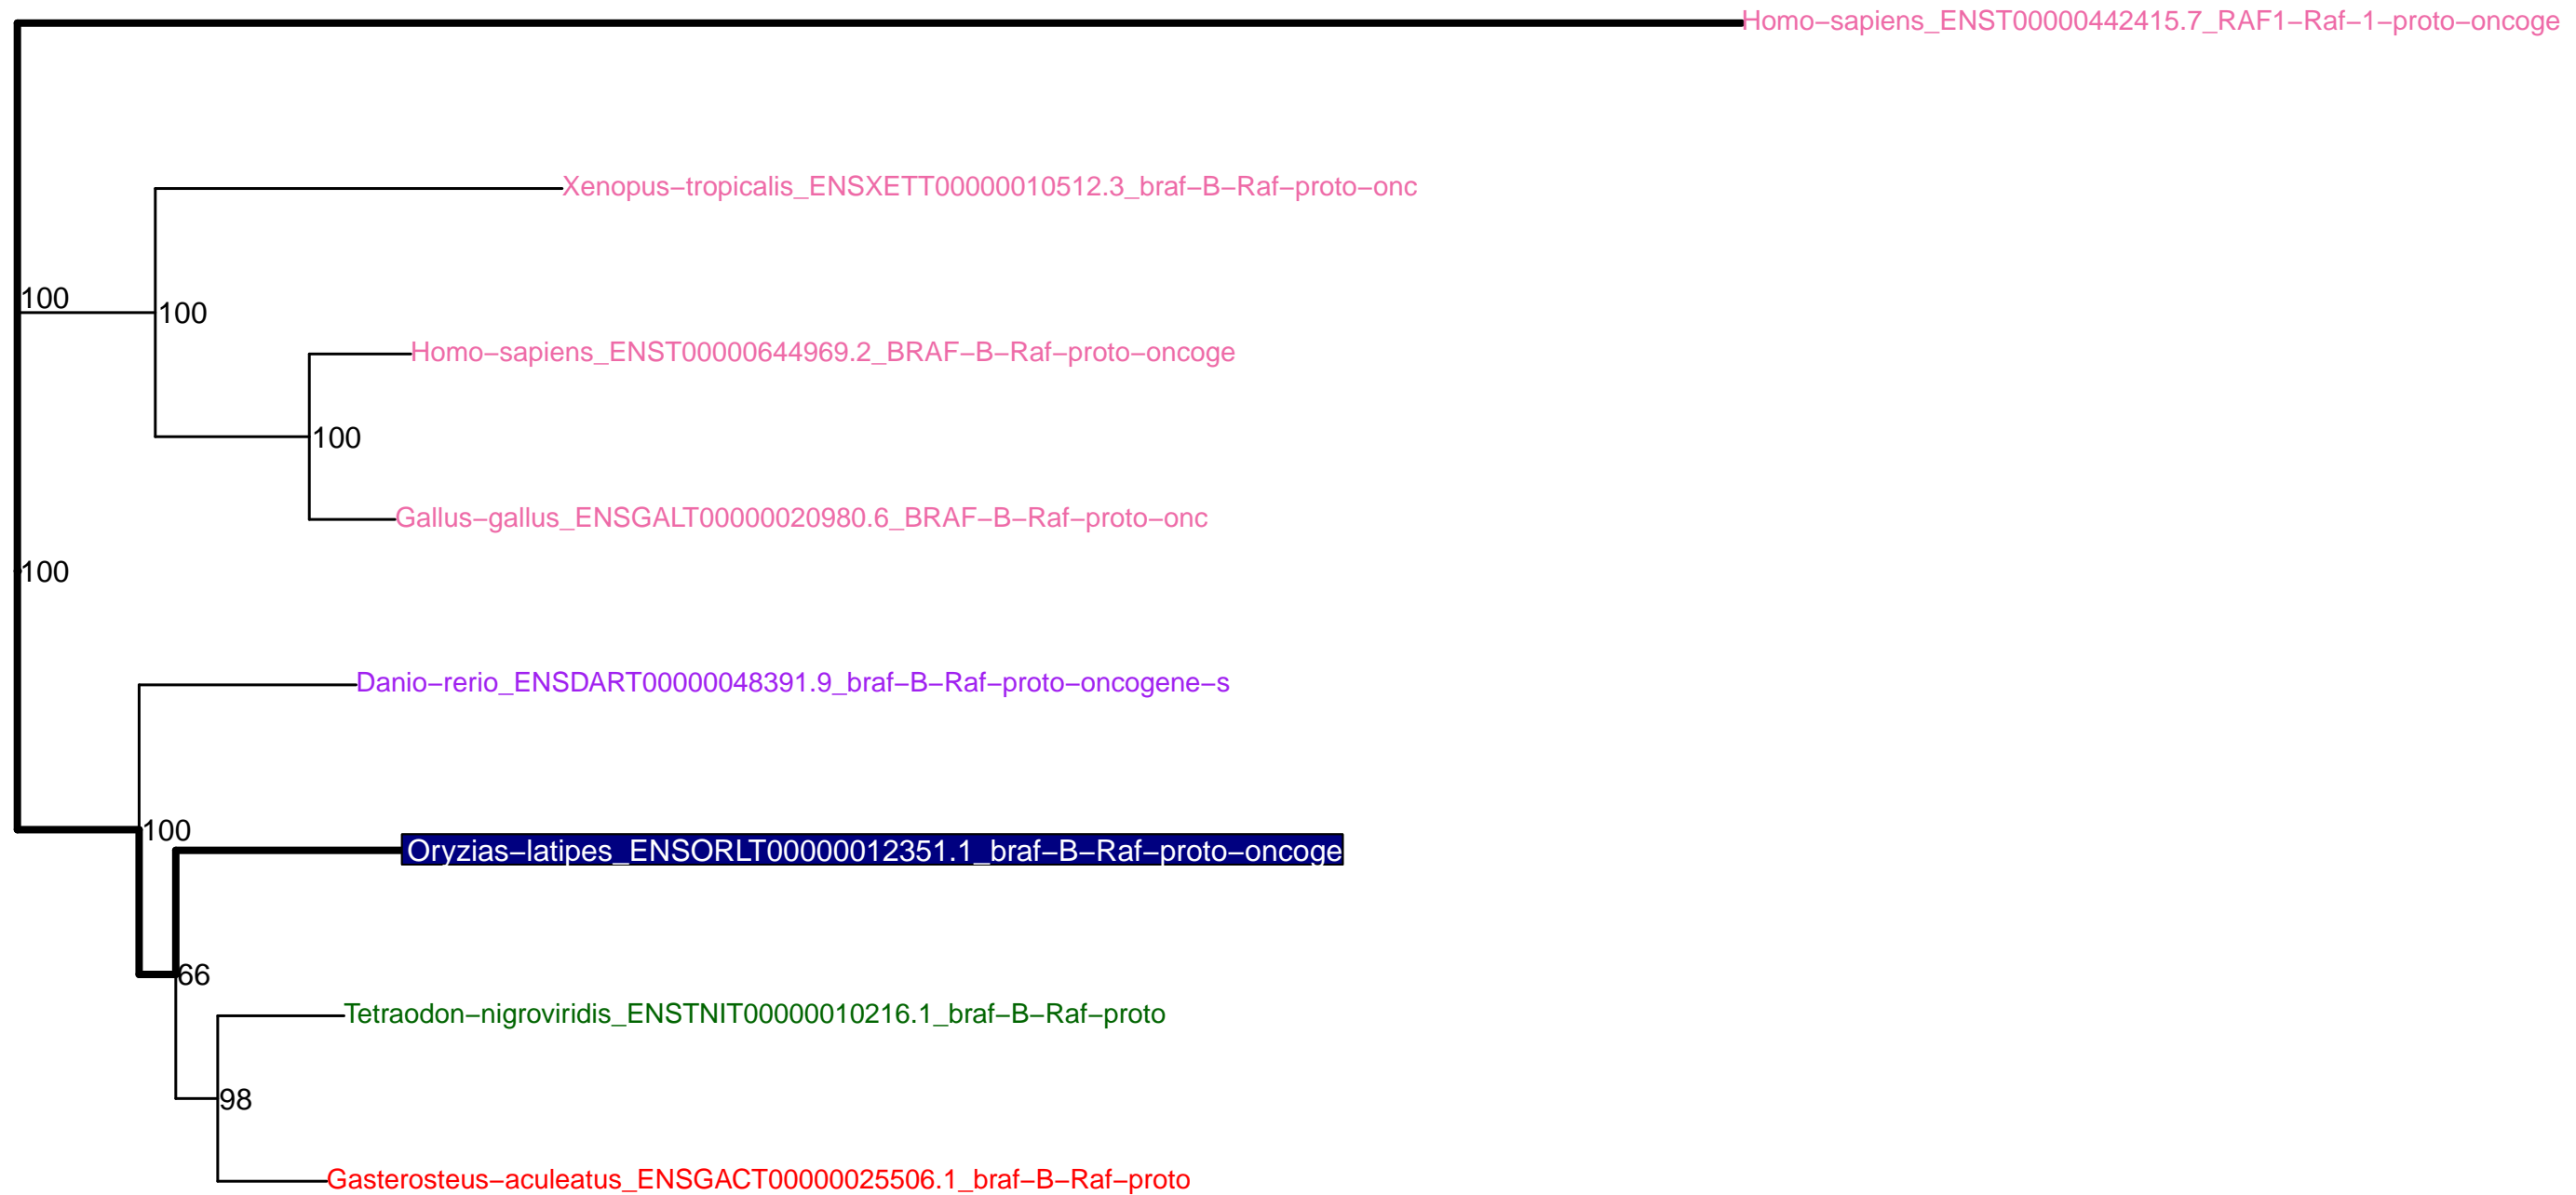 Homo−sapiens_ENST00000442415.7_RAF1−Raf−1−proto−oncoge
Xenopus−tropicalis_ENSXETT00000010512.3_braf−B−Raf−proto−onc
100
100
Homo−sapiens_ENST00000644969.2_BRAF−B−Raf−proto−oncoge
100
Gallus−gallus_ENSGALT00000020980.6_BRAF−B−Raf−proto−onc
100
Danio−rerio_ENSDART00000048391.9_braf−B−Raf−proto−oncogene−s
100
Oryzias−latipes_ENSORLT00000012351.1_braf−B−Raf−proto−oncoge
66
Tetraodon−nigroviridis_ENSTNIT00000010216.1_braf−B−Raf−proto
98
Gasterosteus−aculeatus_ENSGACT00000025506.1_braf−B−Raf−proto